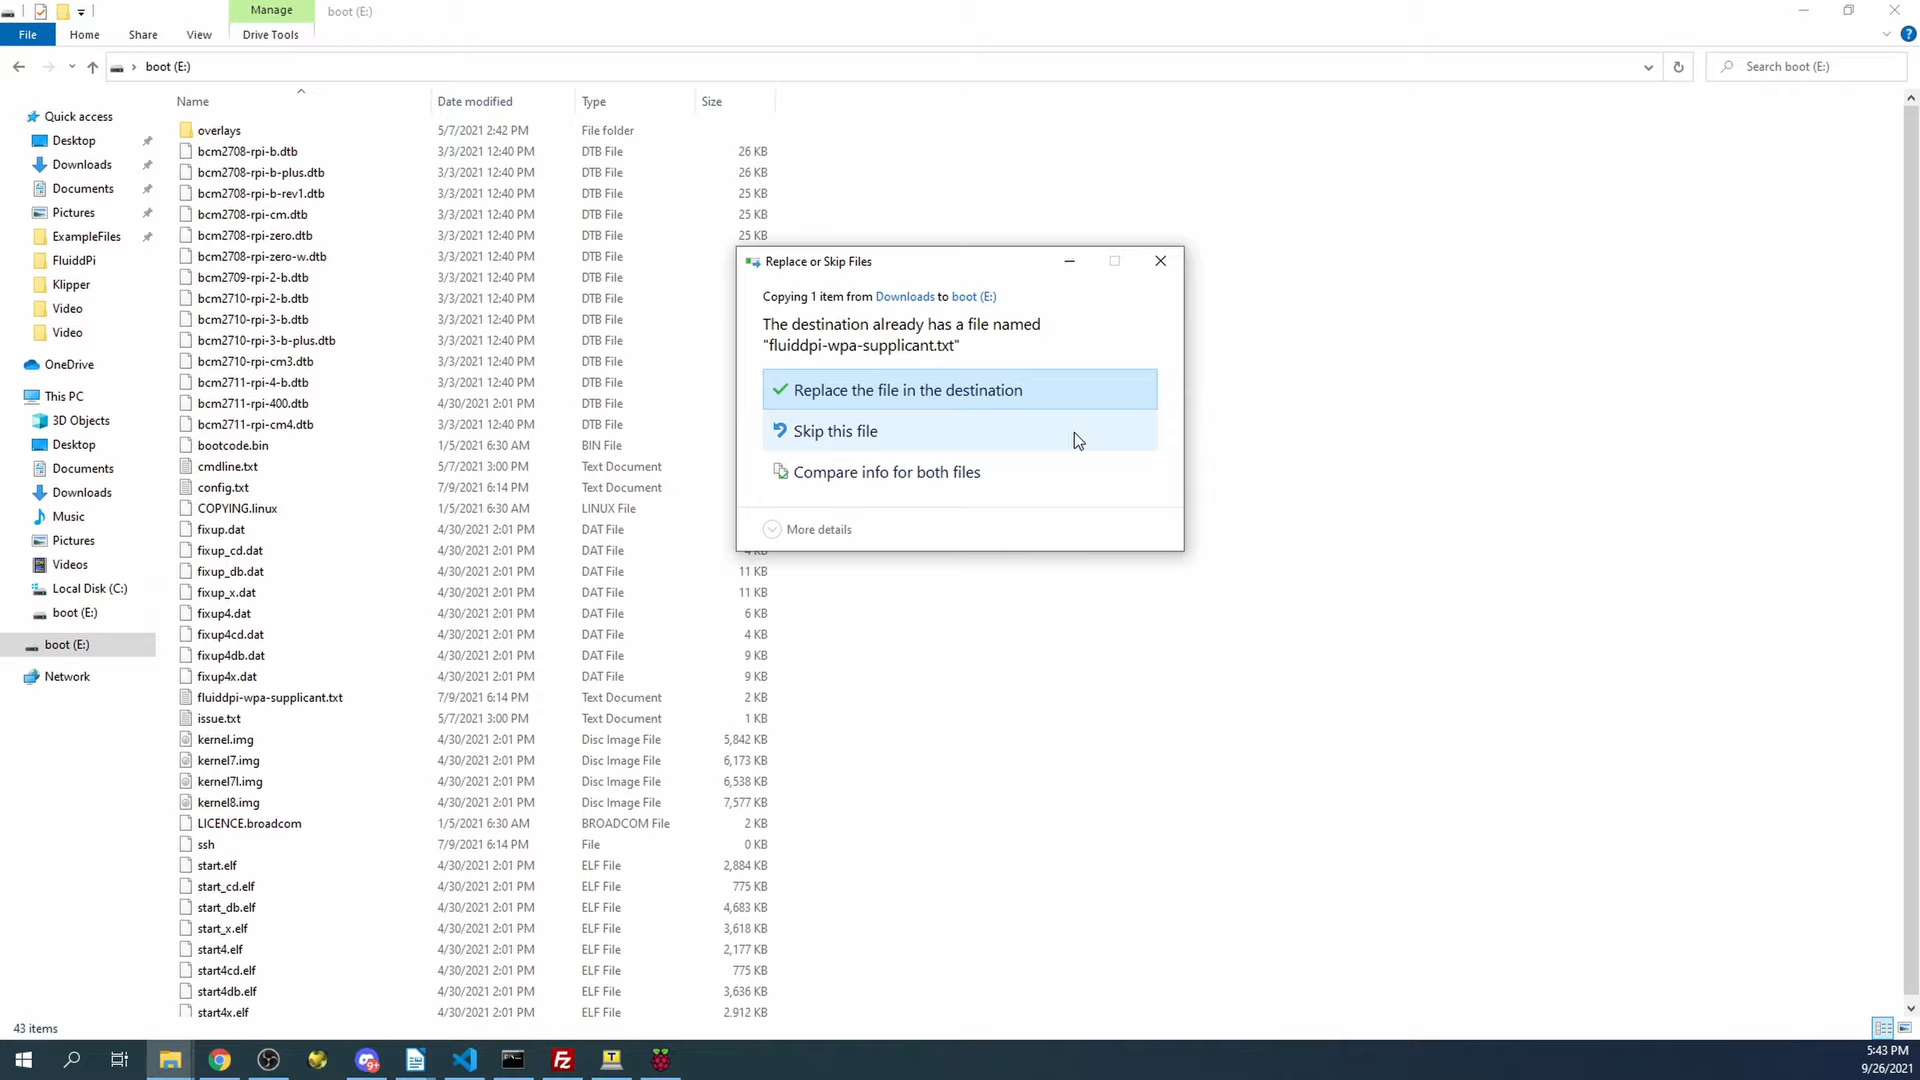 Manage
boot (E:)
File
Home
Share
View
Drive Tools
boot (E:)
Search boot (E:)
Name
Date modified
Type
Size
Quick access
Desktop
Downloads
Documents
Pictures
ExampleFiles
FluiddPi
Klipper
Video
Video
OneDrive
This PC
3D Objects
Desktop
Documents
Downloads
Music
Pictures
Videos
Local Disk (C:)
boot (E:)
boot (E:)
Network
overlays 5/7/2021 2:42 PM File folder
bcm2708-rpi-b.dtb 3/3/2021 12:40 PM DTB File 26 KB
bcm2708-rpi-b-plus.dtb 3/3/2021 12:40 PM DTB File 26 KB
bcm2708-rpi-b-rev1.dtb 3/3/2021 12:40 PM DTB File 25 KB
bcm2708-rpi-cm.dtb 3/3/2021 12:40 PM DTB File 25 KB
bcm2708-rpi-zero.dtb 3/3/2021 12:40 PM DTB File 25 KB
bcm2708-rpi-zero-w.dtb 3/3/2021 12:40 PM DTB File
bcm2709-rpi-2-b.dtb 3/3/2021 12:40 PM DTB File
bcm2710-rpi-2-b.dtb 3/3/2021 12:40 PM DTB File
bcm2710-rpi-3-b.dtb 3/3/2021 12:40 PM DTB File
bcm2710-rpi-3-b-plus.dtb 3/3/2021 12:40 PM DTB File
bcm2710-rpi-cm3.dtb 3/3/2021 12:40 PM DTB File
bcm2711-rpi-4-b.dtb 3/3/2021 12:40 PM DTB File
bcm2711-rpi-400.dtb 4/30/2021 2:01 PM DTB File
bcm2711-rpi-cm4.dtb 3/3/2021 12:40 PM DTB File
bootcode.bin 1/5/2021 6:30 AM BIN File
cmdline.txt 5/7/2021 3:00 PM Text Document
config.txt 7/9/2021 6:14 PM Text Document
COPYING.linux 1/5/2021 6:30 AM LINUX File
fixup.dat 4/30/2021 2:01 PM DAT File
fixup_cd.dat 4/30/2021 2:01 PM DAT File 4 KB
fixup_db.dat 4/30/2021 2:01 PM DAT File 11 KB
fixup_x.dat 4/30/2021 2:01 PM DAT File 11 KB
fixup4.dat 4/30/2021 2:01 PM DAT File 6 KB
fixup4cd.dat 4/30/2021 2:01 PM DAT File 4 KB
fixup4db.dat 4/30/2021 2:01 PM DAT File 9 KB
fixup4x.dat 4/30/2021 2:01 PM DAT File 9 KB
fluiddpi-wpa-supplicant.txt 7/9/2021 6:14 PM Text Document 2 KB
issue.txt 5/7/2021 3:00 PM Text Document 1 KB
kernel.img 4/30/2021 2:01 PM Disc Image File 5,842 KB
kernel7.img 4/30/2021 2:01 PM Disc Image File 6,173 KB
kernel7l.img 4/30/2021 2:01 PM Disc Image File 6,538 KB
kernel8.img 4/30/2021 2:01 PM Disc Image File 7,577 KB
LICENCE.broadcom 1/5/2021 6:30 AM BROADCOM File 2 KB
ssh 7/9/2021 6:14 PM File 0 KB
start.elf 4/30/2021 2:01 PM ELF File 2,884 KB
start_cd.elf 4/30/2021 2:01 PM ELF File 775 KB
start_db.elf 4/30/2021 2:01 PM ELF File 4,683 KB
start_x.elf 4/30/2021 2:01 PM ELF File 3,618 KB
start4.elf 4/30/2021 2:01 PM ELF File 2,177 KB
start4cd.elf 4/30/2021 2:01 PM ELF File 775 KB
start4db.elf 4/30/2021 2:01 PM ELF File 3,636 KB
start4x.elf 4/30/2021 2:01 PM ELF File 2,912 KB
Replace or Skip Files
Copying 1 item from Downloads to boot (E:)
The destination already has a file named
"fluiddpi-wpa-supplicant.txt"
Replace the file in the destination
Skip this file
Compare info for both files
More details
43 items
9+
5:43 PM
9/26/2021